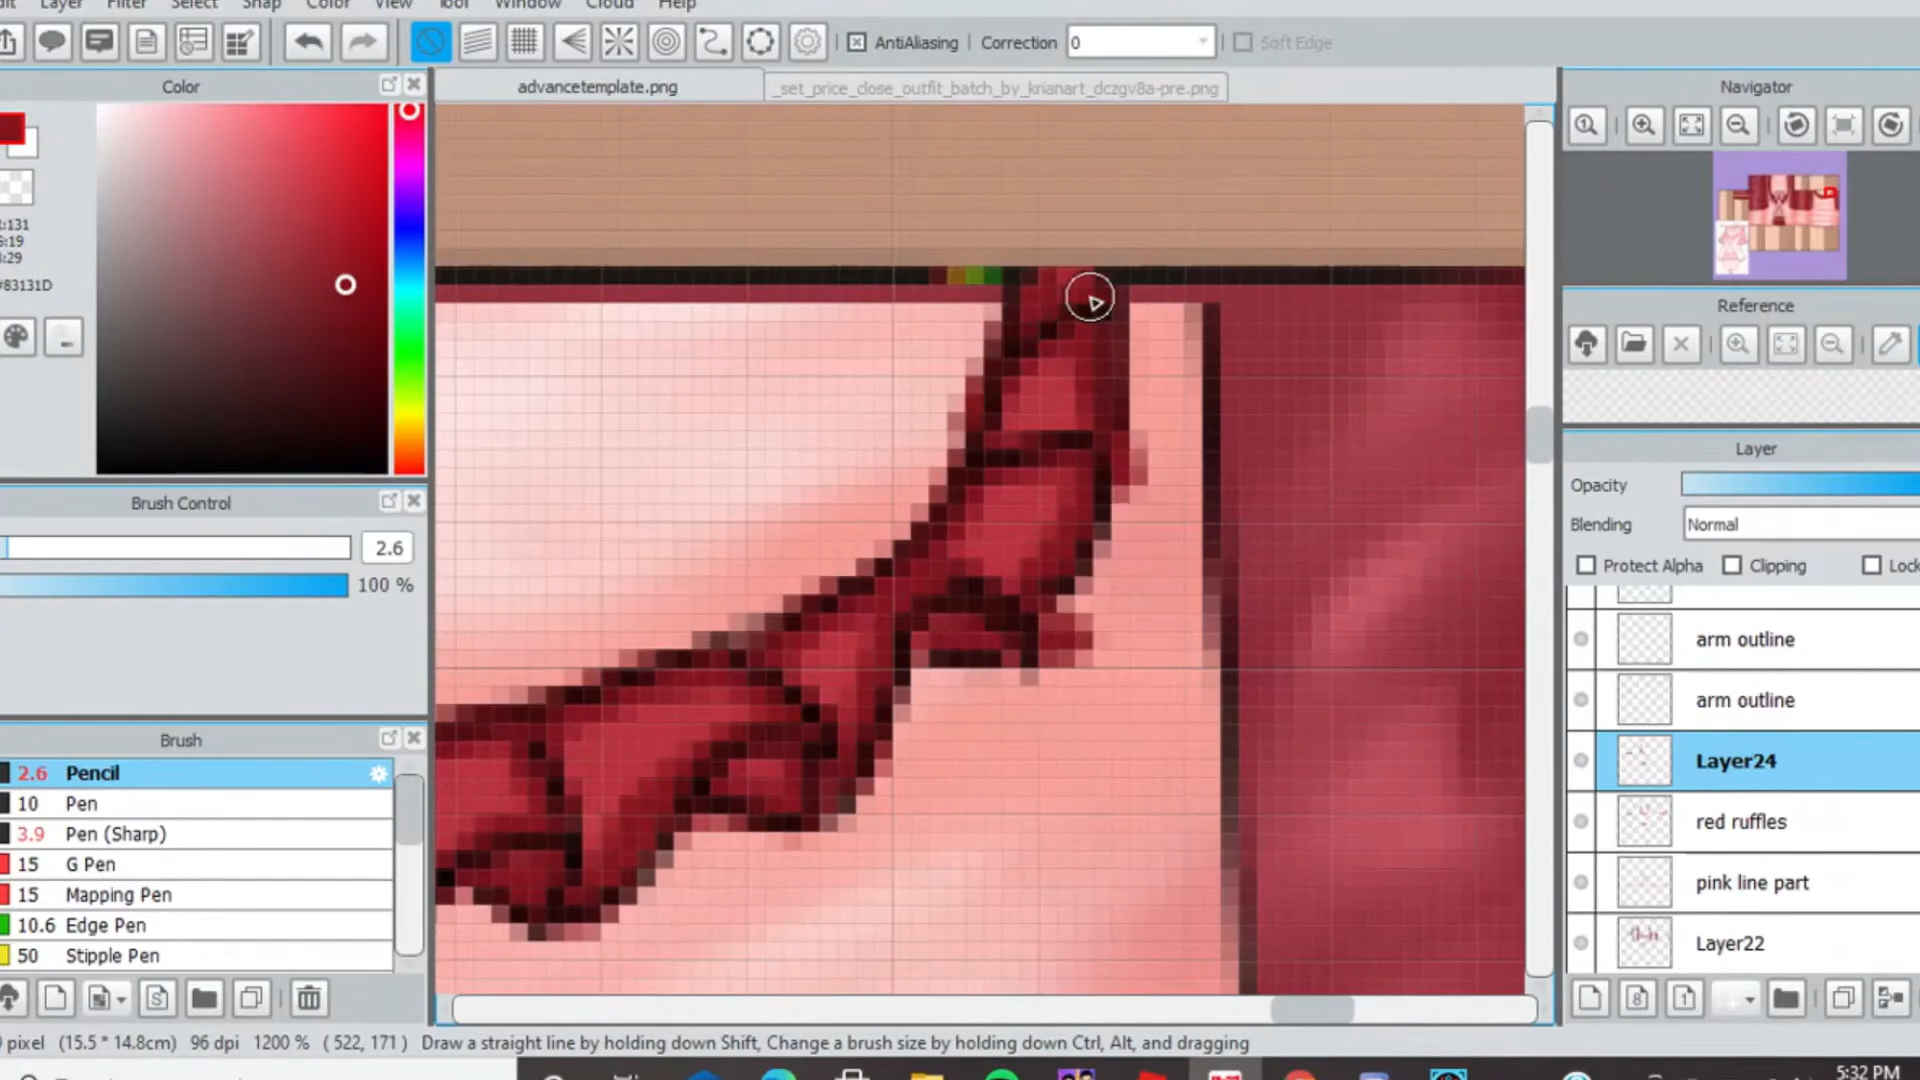 Layer Filter Select Snap Color View Tool Window Cloud Help
AntiAliasing Correction 0 Soft Edge
Color
advancetemplate.png
_set_price_close_outfit_batch_by_krianart_dczgv8a-pre.png
Navigator
:131
:19
:29
#83131D
Reference
Layer
Opacity
Blending Normal
Protect Alpha Clipping Lock
Brush Control
2.6
100 %
Brush
2.6 Pencil
10 Pen
3.9 Pen (Sharp)
15 G Pen
15 Mapping Pen
10.6 Edge Pen
50 Stipple Pen
arm outline
arm outline
Layer24
red ruffles
pink line part
Layer22
pixel (15.5 * 14.8cm) 96 dpi 1200 % ( 522, 171 ) Draw a straight line by holding down Shift, Change a brush size by holding down Ctrl, Alt, and dragging
5:32 PM